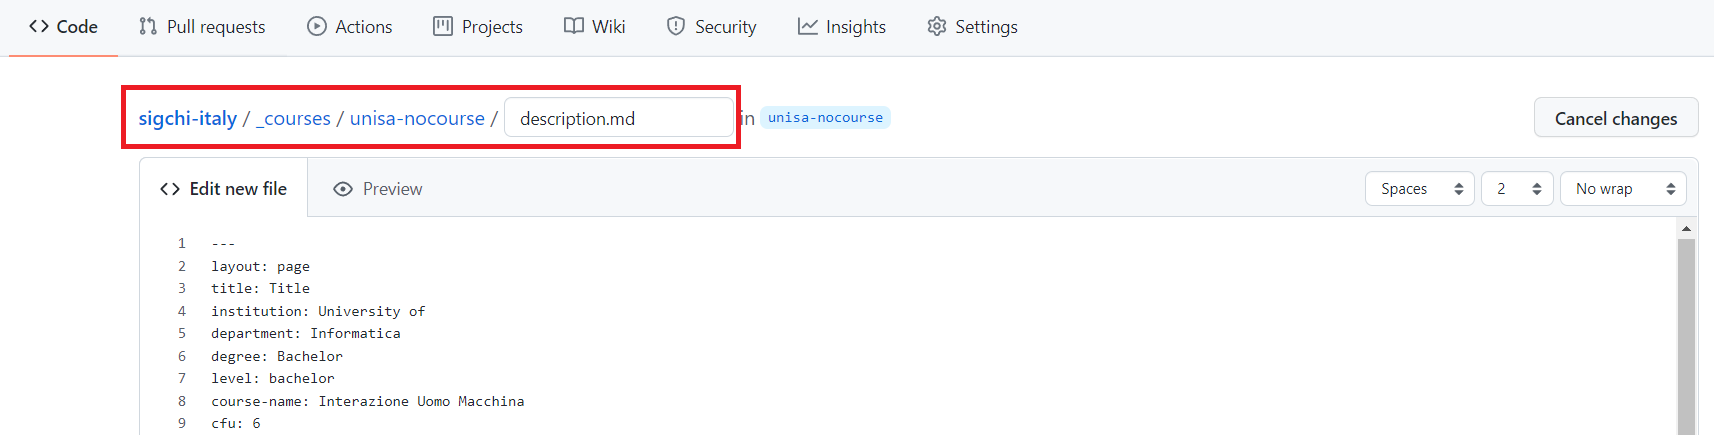 Code Pull requests Actions Projects Wiki Security Insights Settings
sigchi-italy / _courses / unisa-nocourse / description.md in unisa-nocourse Cancel changes
Edit new file Preview Spaces 2 No wrap
1 ---
2 layout: page
3 title: Title
4 institution: University of
5 department: Informatica
6 degree: Bachelor
7 level: bachelor
8 course-name: Interazione Uomo Macchina
9 cfu: 6